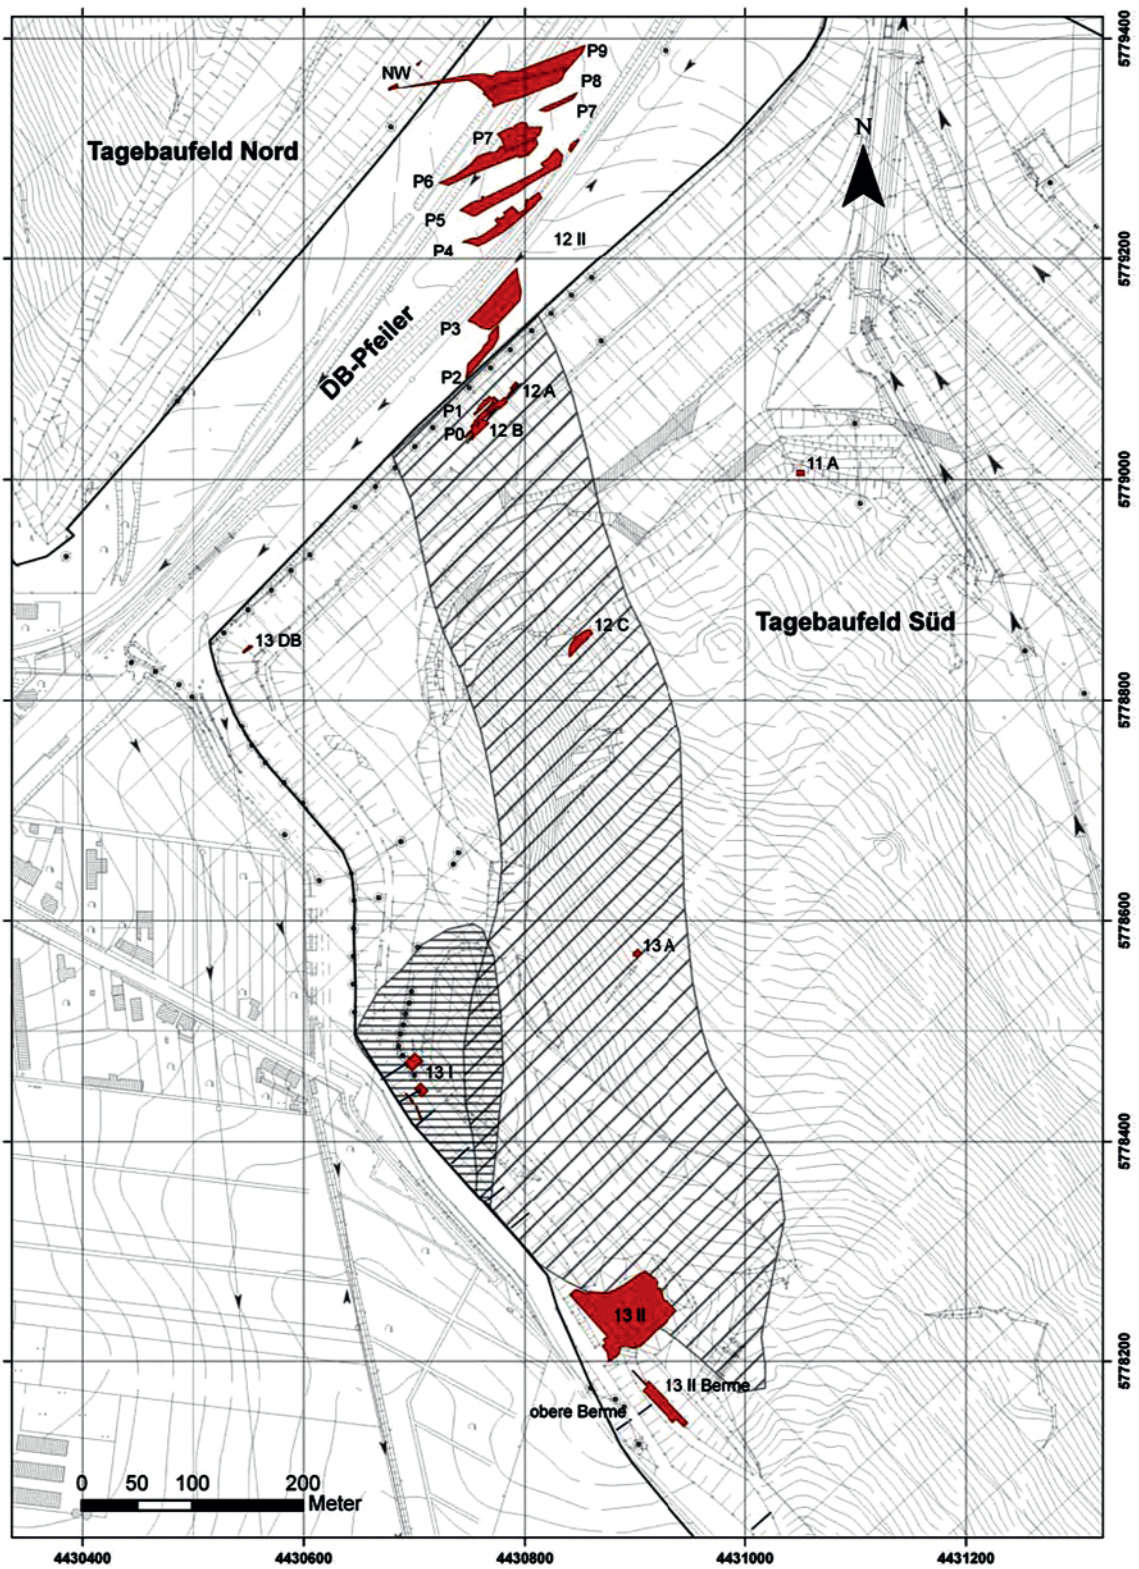 NW
P9
P8
P7
P7
Tagebaufeld Nord
N
P6
P5
P4
12 II
P3
DB-Pfeiler
P2
12 A
P1
P0
12 B
11 A
Tagebaufeld Süd
12 C
13 DB
13 A
13 I
13 II
13 II Berme
obere Berme
0 50 100 200
Meter
4430400 4430600 4430800 4431000 4431200
5779400
5779200
5779000
5778800
5778600
5778400
5778200